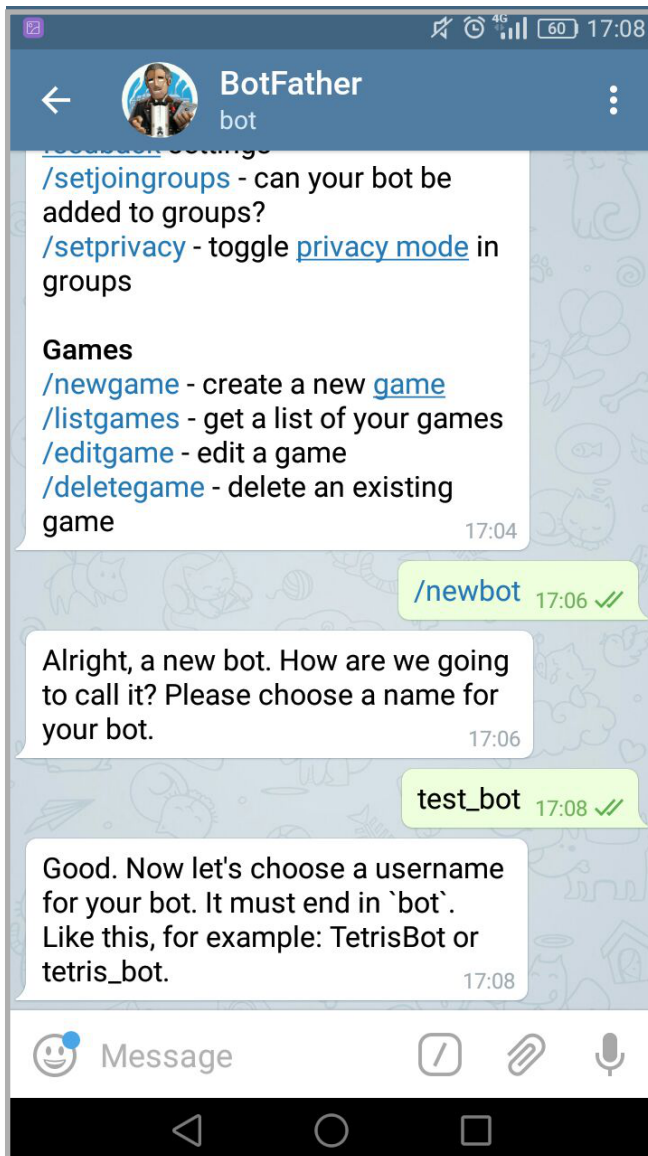 4G 60 17:08
BotFather
bot
feedback settings
/setjoingroups - can your bot be
added to groups?
/setprivacy - toggle privacy mode in
groups
Games
/newgame - create a new game
/listgames - get a list of your games
/editgame - edit a game
/deletegame - delete an existing
game
17:04
/newbot 17:06
Alright, a new bot. How are we going
to call it? Please choose a name for
your bot.
17:06
test_bot 17:08
Good. Now let's choose a username
for your bot. It must end in `bot`.
Like this, for example: TetrisBot or
tetris_bot.
17:08
Message